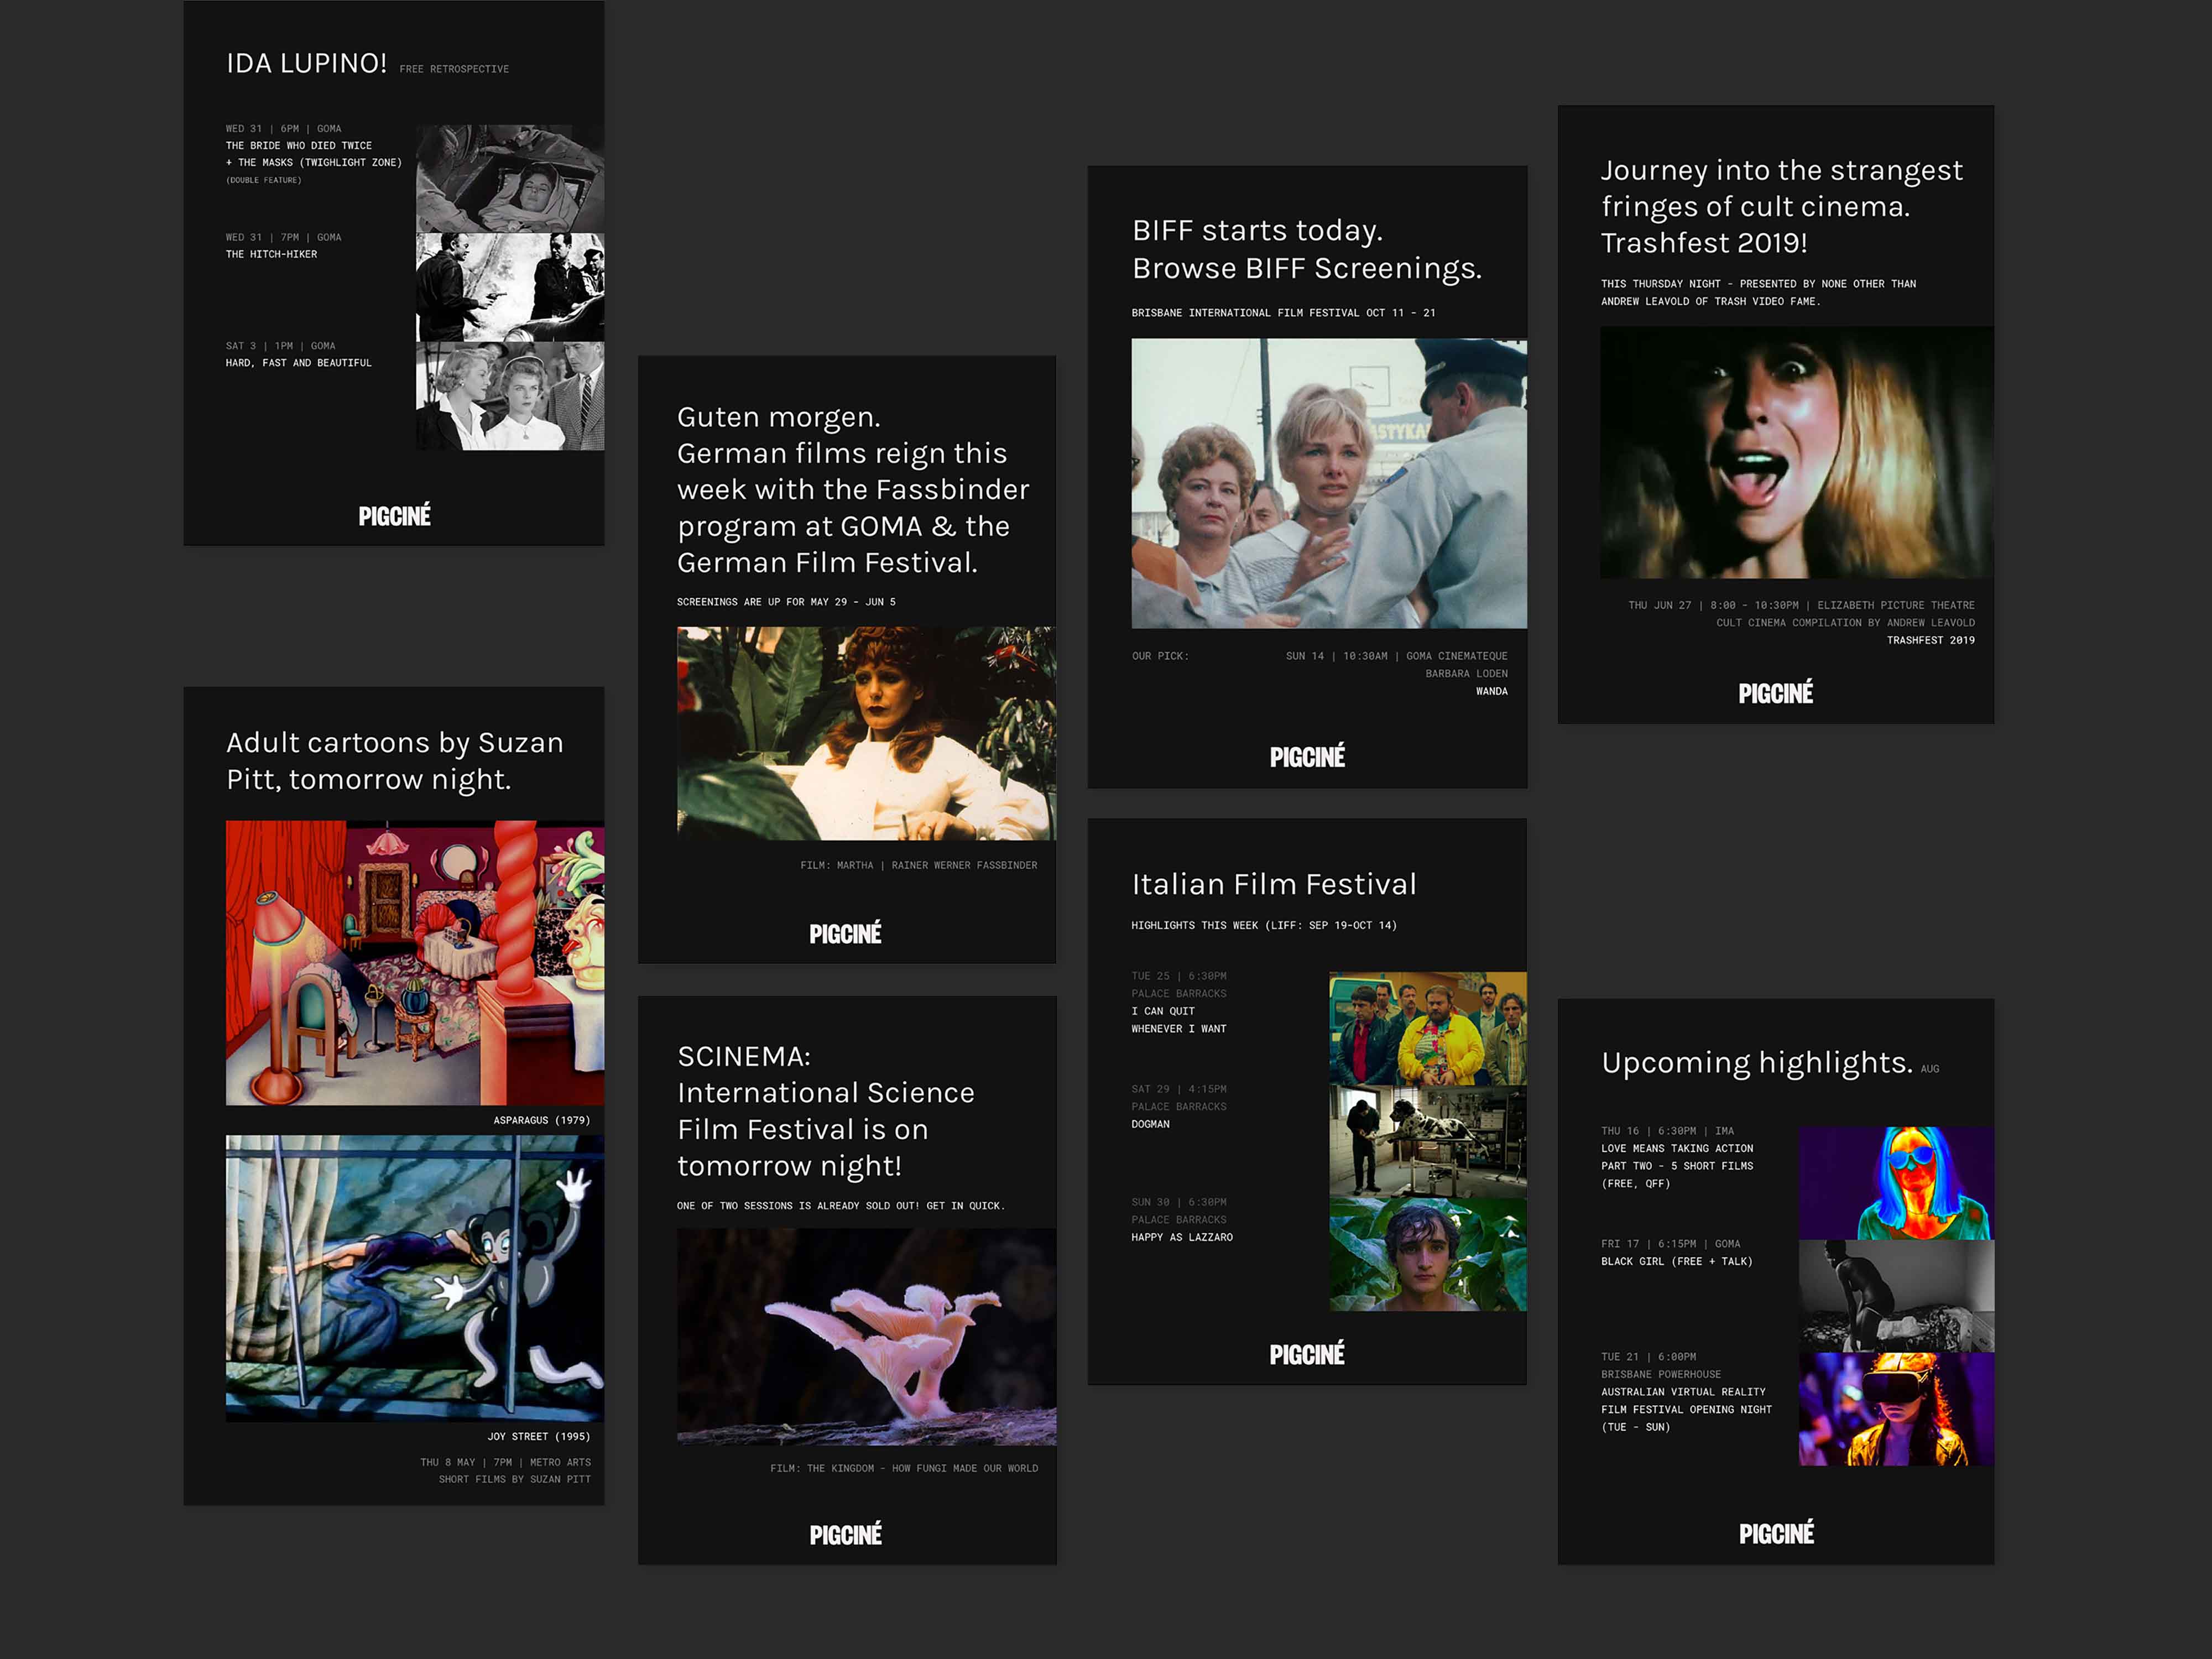 IDA LUPINO! FREE RETROSPECTIVE
WED 31 | 6PM | GOMA
THE BRIDE WHO DIED TWICE
+ THE MASKS (TWIGHLIGHT ZONE)
(DOUBLE FEATURE)
WED 31 | 7PM | GOMA
THE HITCH-HIKER
SAT 3 | 1PM | GOMA
HARD, FAST AND BEAUTIFUL
PIGCINÉ
Adult cartoons by Suzan
Pitt, tomorrow night.
ASPARAGUS (1979)
JOY STREET (1995)
THU 8 MAY | 7PM | METRO ARTS
SHORT FILMS BY SUZAN PITT
Guten morgen.
German films reign this
week with the Fassbinder
program at GOMA & the
German Film Festival.
SCREENINGS ARE UP FOR MAY 29 - JUN 5
FILM: MARTHA | RAINER WERNER FASSBINDER
PIGCINÉ
SCINEMA:
International Science
Film Festival is on
tomorrow night!
ONE OF TWO SESSIONS IS ALREADY SOLD OUT! GET IN QUICK.
FILM: THE KINGDOM - HOW FUNGI MADE OUR WORLD
PIGCINÉ
BIFF starts today.
Browse BIFF Screenings.
BRISBANE INTERNATIONAL FILM FESTIVAL OCT 11 - 21
OUR PICK: SUN 14 | 10:30AM | GOMA CINEMATEQUE
BARBARA LODEN
WANDA
PIGCINÉ
Italian Film Festival
HIGHLIGHTS THIS WEEK (LIFF: SEP 19-OCT 14)
TUE 25 | 6:30PM
PALACE BARRACKS
I CAN QUIT
WHENEVER I WANT
SAT 29 | 4:15PM
PALACE BARRACKS
DOGMAN
SUN 30 | 6:30PM
PALACE BARRACKS
HAPPY AS LAZZARO
PIGCINÉ
Journey into the strangest
fringes of cult cinema.
Trashfest 2019!
THIS THURSDAY NIGHT - PRESENTED BY NONE OTHER THAN
ANDREW LEAVOLD OF TRASH VIDEO FAME.
THU JUN 27 | 8:00 - 10:30PM | ELIZABETH PICTURE THEATRE
CULT CINEMA COMPILATION BY ANDREW LEAVOLD
TRASHFEST 2019
PIGCINÉ
Upcoming highlights. AUG
THU 16 | 6:30PM | IMA
LOVE MEANS TAKING ACTION
PART TWO - 5 SHORT FILMS
(FREE, QFF)
FRI 17 | 6:15PM | GOMA
BLACK GIRL (FREE + TALK)
TUE 21 | 6:00PM
BRISBANE POWERHOUSE
AUSTRALIAN VIRTUAL REALITY
FILM FESTIVAL OPENING NIGHT
(TUE - SUN)
PIGCINÉ